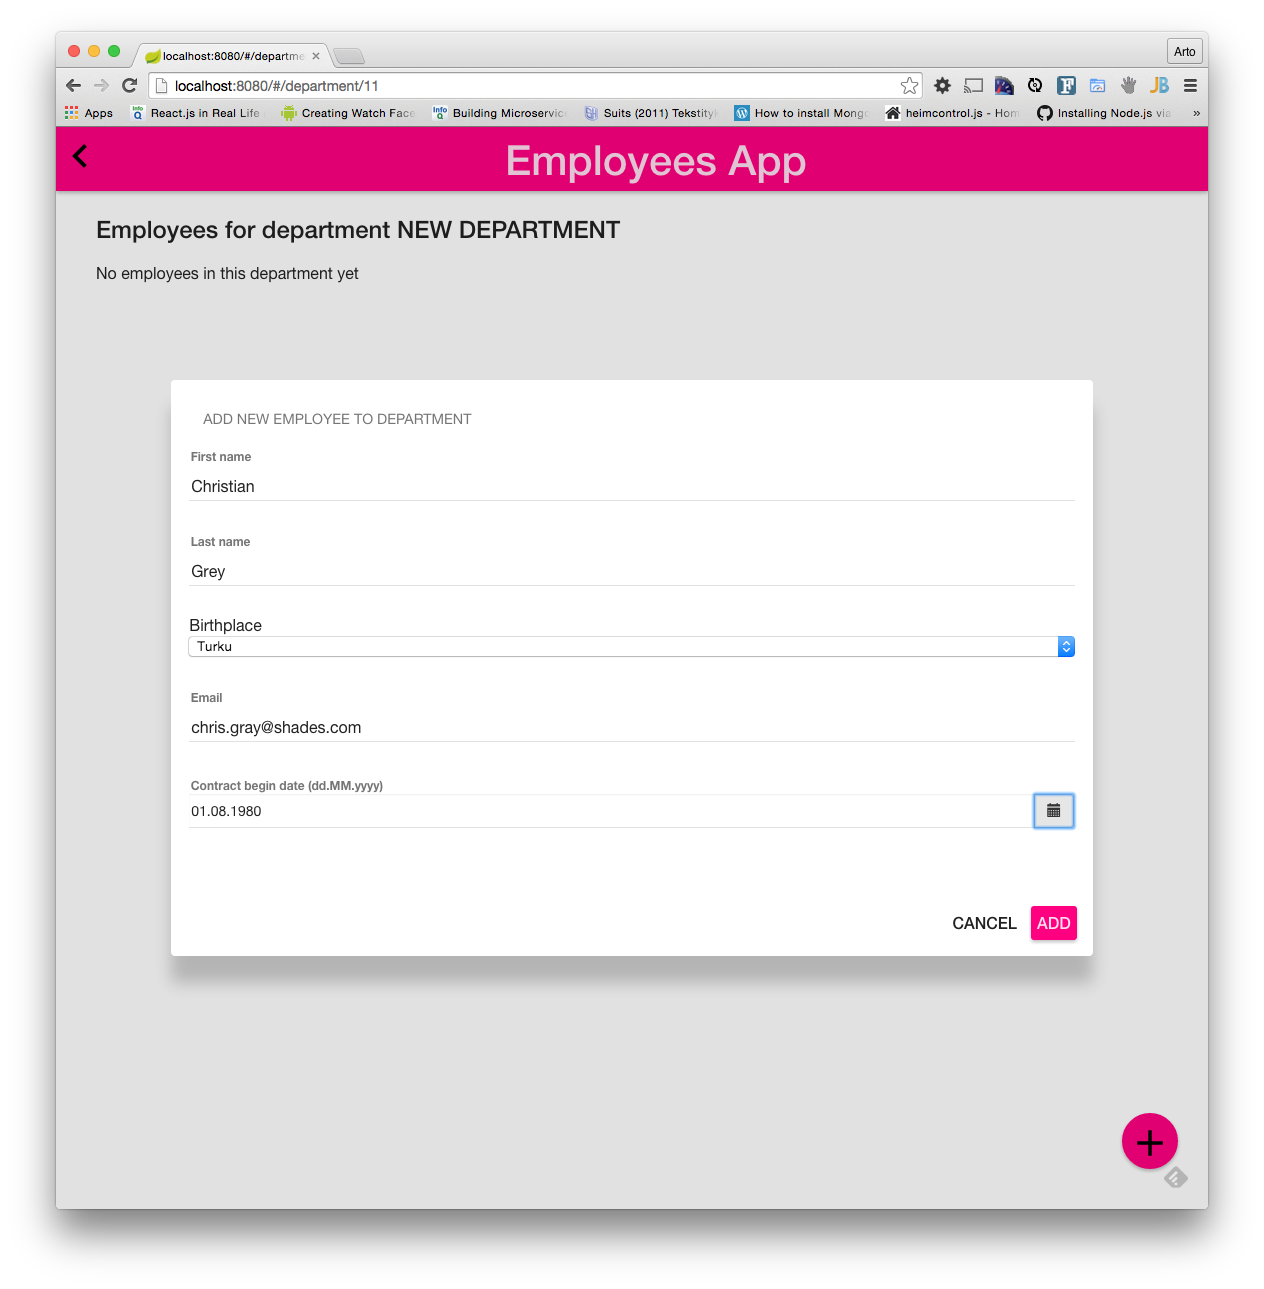 localhost:8080/#/departme
Arto
localhost:8080/#/department/11
Apps React.js in Real Life Creating Watch Face Building Microservic Suits (2011) Tekstityk How to install Mongo heimcontrol.js - Hom Installing Node.js via »
Employees App
Employees for department NEW DEPARTMENT
No employees in this department yet
ADD NEW EMPLOYEE TO DEPARTMENT
First name
Christian
Last name
Grey
Birthplace
Turku
Email
chris.gray@shades.com
Contract begin date (dd.MM.yyyy)
01.08.1980
CANCEL ADD